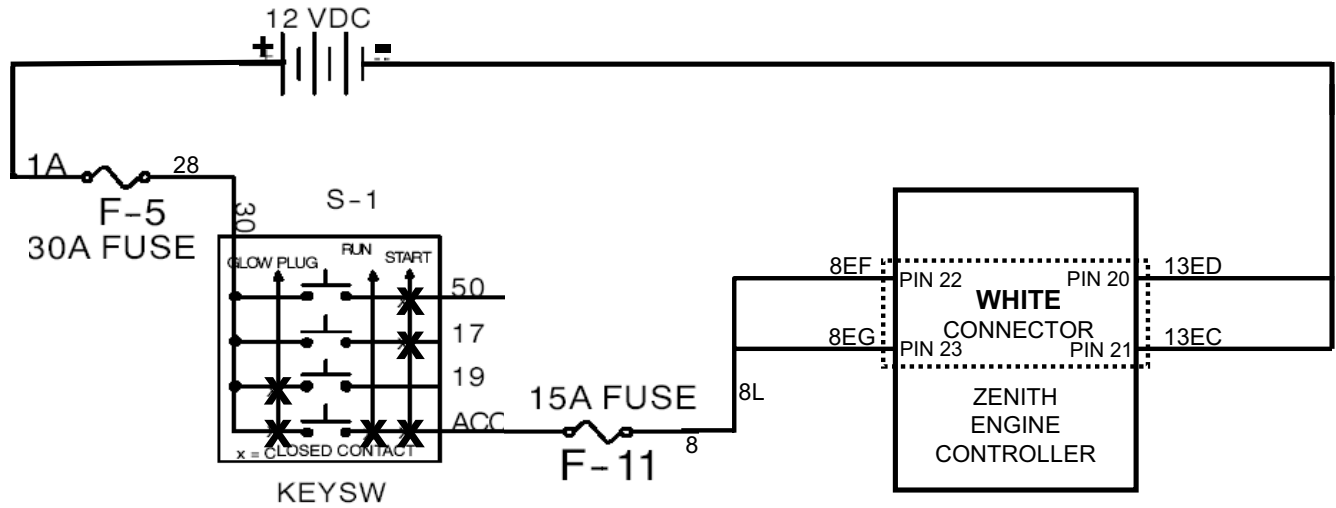 12 VDC
+ -
1A
28
F-5
30A FUSE
30
S-1
GLOW PLUG
RUN
START
50
17
19
ACC
x = CLOSED CONTACT
KEYSW
15A FUSE
F-11
8
8L
8EF
8EG
PIN 22
PIN 20
WHITE
CONNECTOR
PIN 23
PIN 21
13ED
13EC
ZENITH
ENGINE
CONTROLLER